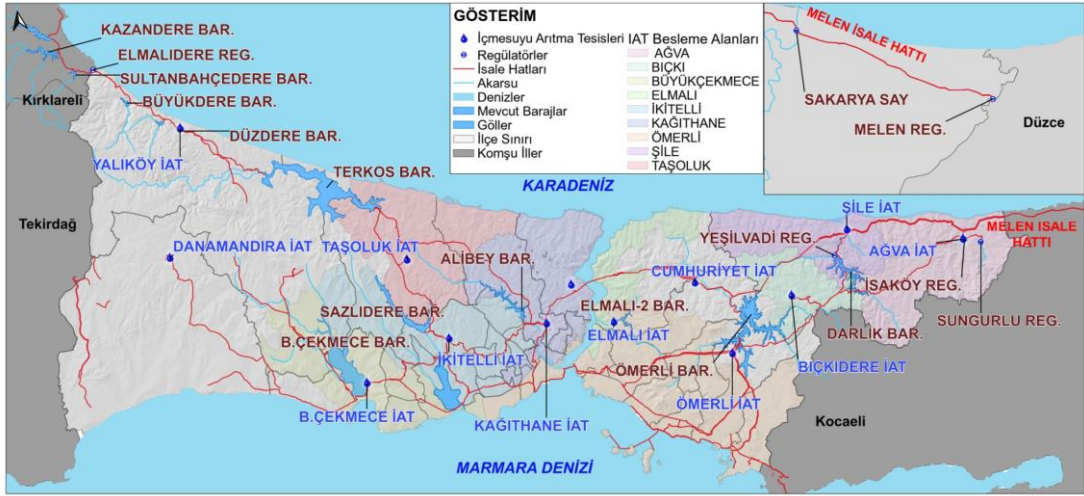 GÖSTERİM
İçmesuyu Arıtma Tesisleri
Regülatörler
İsale Hatları
Akarsu
Denizler
Mevcut Barajlar
Göller
İlçe Sınırı
Komşu İller
IAT Besleme Alanları
AĞVA
BIÇKI
BÜYÜKÇEKMECE
ELMALI
İKİTELLİ
KAĞITHANE
ÖMERLİ
ŞİLE
TAŞOLUK
MELEN İSALE HATTI
SAKARYA SAY
MELEN REG.
Düzce
KAZANDERE BAR.
ELMALIDERE REG.
SULTANBAHÇEDERE BAR.
Kırklareli
BÜYÜKDERE BAR.
DÜZDERE BAR.
YALIKÖY İAT
TERKOS BAR.
KARADENİZ
Tekirdağ
DANAMANDIRA İAT
TAŞOLUK İAT
ALİBEY BAR.
YEŞİLVADİ REG.
ŞİLE İAT
MELEN ISALE
HATTI
AĞVA İAT
CUMHURİYET İAT
İSAKÖY REG.
SAZLIDERE BAR.
ELMALI-2 BAR.
SUNGURLU REG.
DARLIK BAR.
B.ÇEKMECE BAR.
ELMALI İAT
İKİTELLİ İAT
ÖMERLİ BAR.
BIÇKIDERE İAT
B.ÇEKMECE İAT
ÖMERLİ İAT
KAĞITHANE İAT
Kocaeli
MARMARA DENİZİ